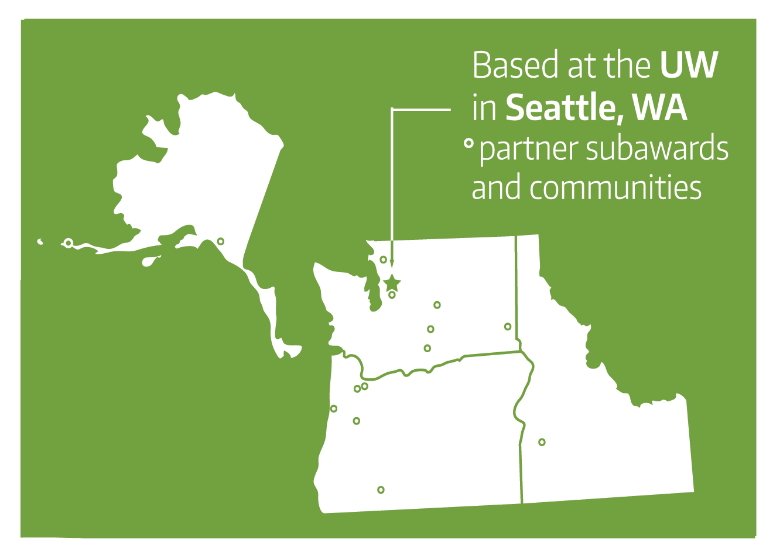 Based at the UW
in Seattle, WA
partner subawards
and communities